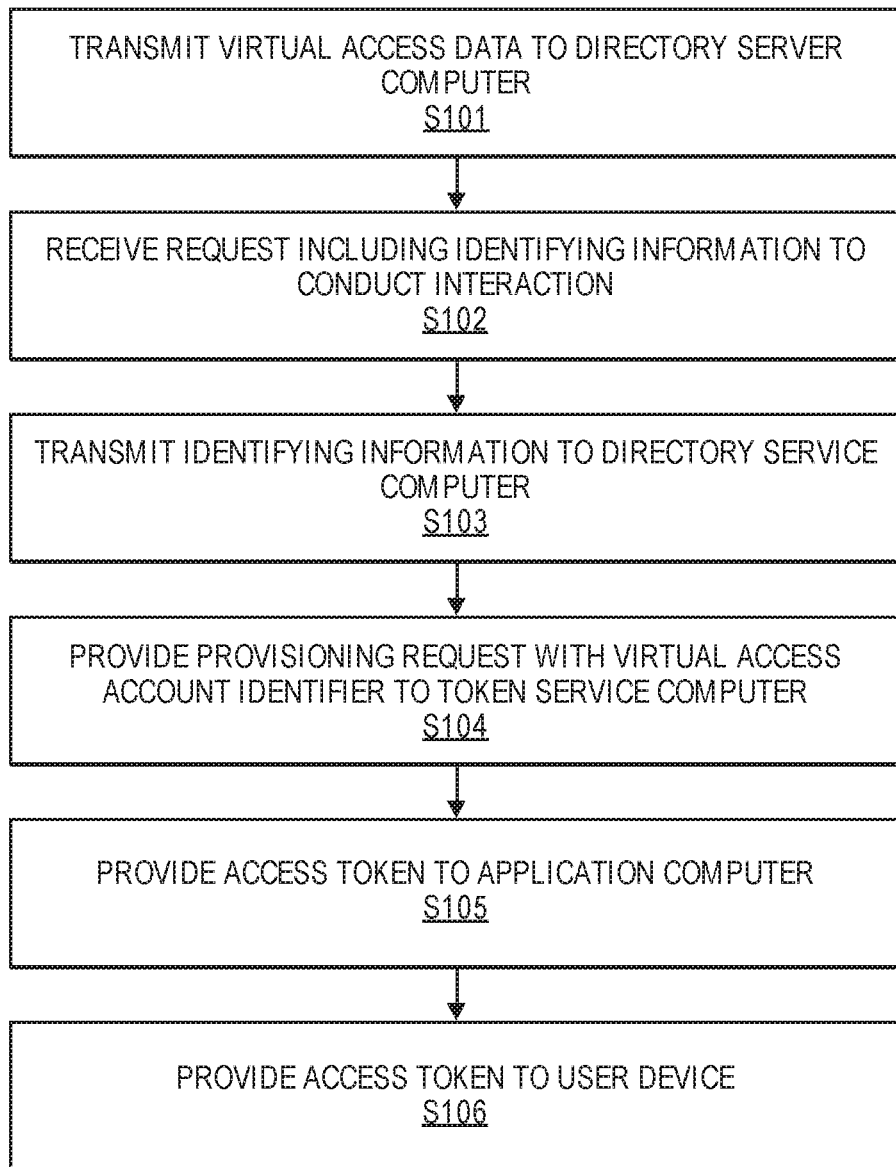 TRANSMIT VIRTUAL ACCESS DATA TO DIRECTORY SERVER
COMPUTER
S101
RECEIVE REQUEST INCLUDING IDENTIFYING INFORMATION TO
CONDUCT INTERACTION
S102
TRANSMIT IDENTIFYING INFORMATION TO DIRECTORY SERVICE
COMPUTER
S103
PROVIDE PROVISIONING REQUEST WITH VIRTUAL ACCESS
ACCOUNT IDENTIFIER TO TOKEN SERVICE COMPUTER
S104
PROVIDE ACCESS TOKEN TO APPLICATION COMPUTER
S105
PROVIDE ACCESS TOKEN TO USER DEVICE
S106